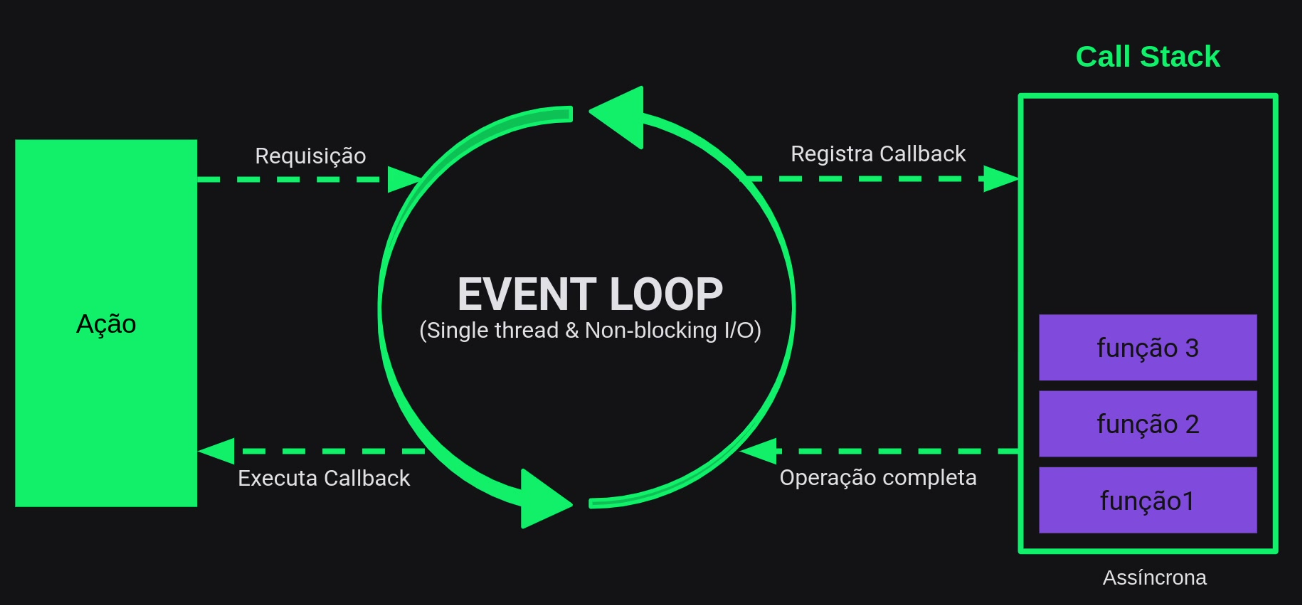 Call Stack
Requisição
Registra Callback
Ação
EVENT LOOP
(Single thread & Non-blocking I/O)
função 3
função 2
função1
Executa Callback
Operação completa
Assíncrona